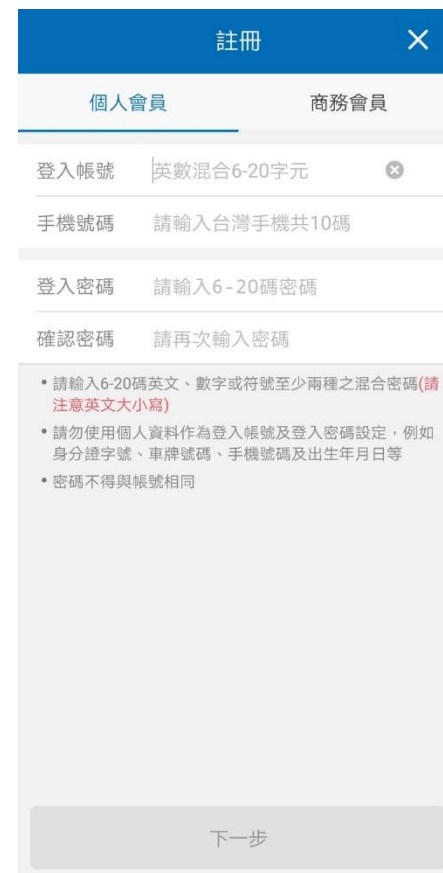 註冊
個人會員 商務會員
登入帳號 英數混合6-20字元
手機號碼 請輸入台灣手機共10碼
登入密碼 請輸入6-20碼密碼
確認密碼 請再次輸入密碼
• 請輸入6-20碼英文、數字或符號至少兩種之混合密碼(請
注意英文大小寫)
• 請勿使用個人資料作為登入帳號及登入密碼設定，例如
身分證字號、車牌號碼、手機號碼及出生年月日等
• 密碼不得與帳號相同
下一步